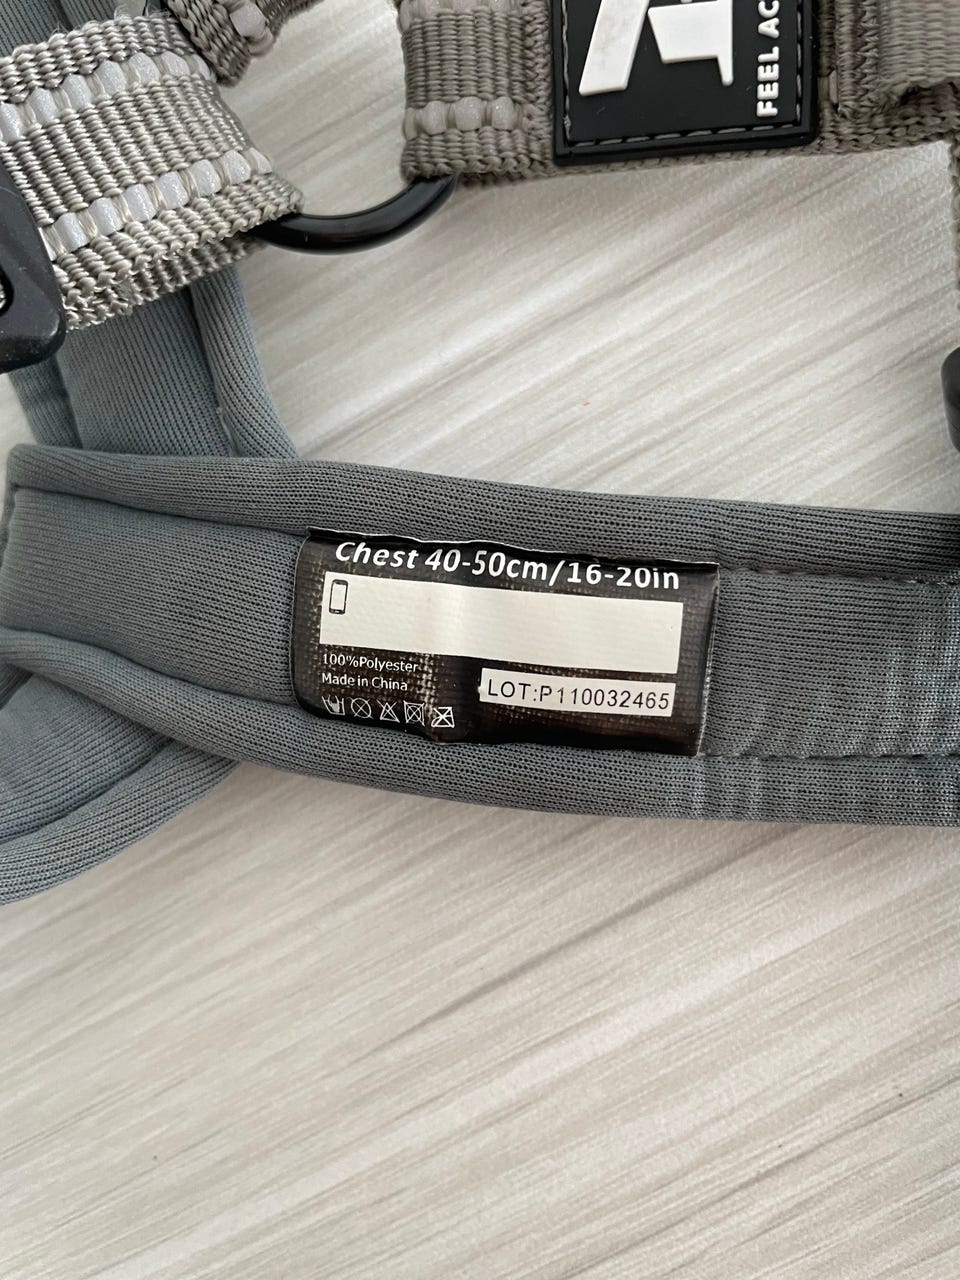 FEEL AC
Chest 40-50cm/16-20in
100%Polyester
Made in China
LOT:P110032465